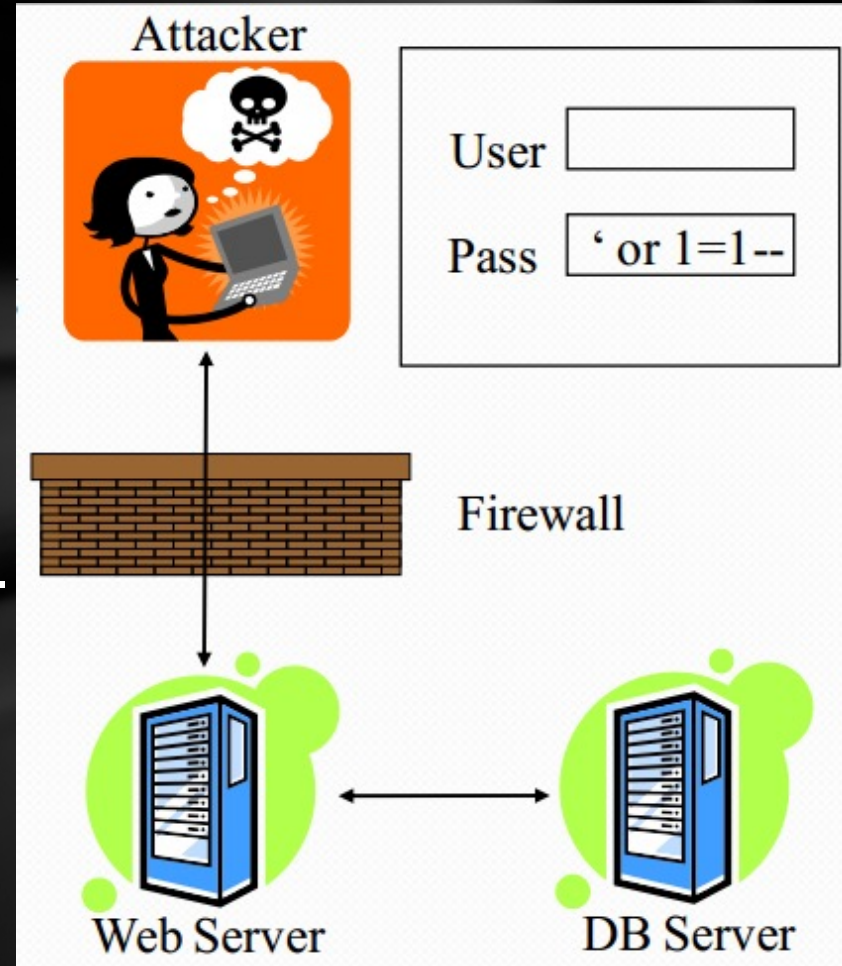 Attacker
User
Pass ‘ or 1=1--
Firewall
Web Server
DB Server